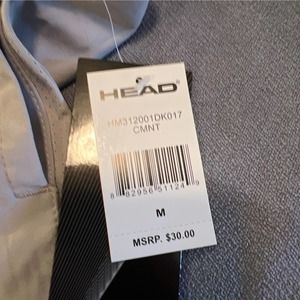 HEAD
HM312001DK017
CMNT
8 82956 51124 9
M
MSRP. $30.00